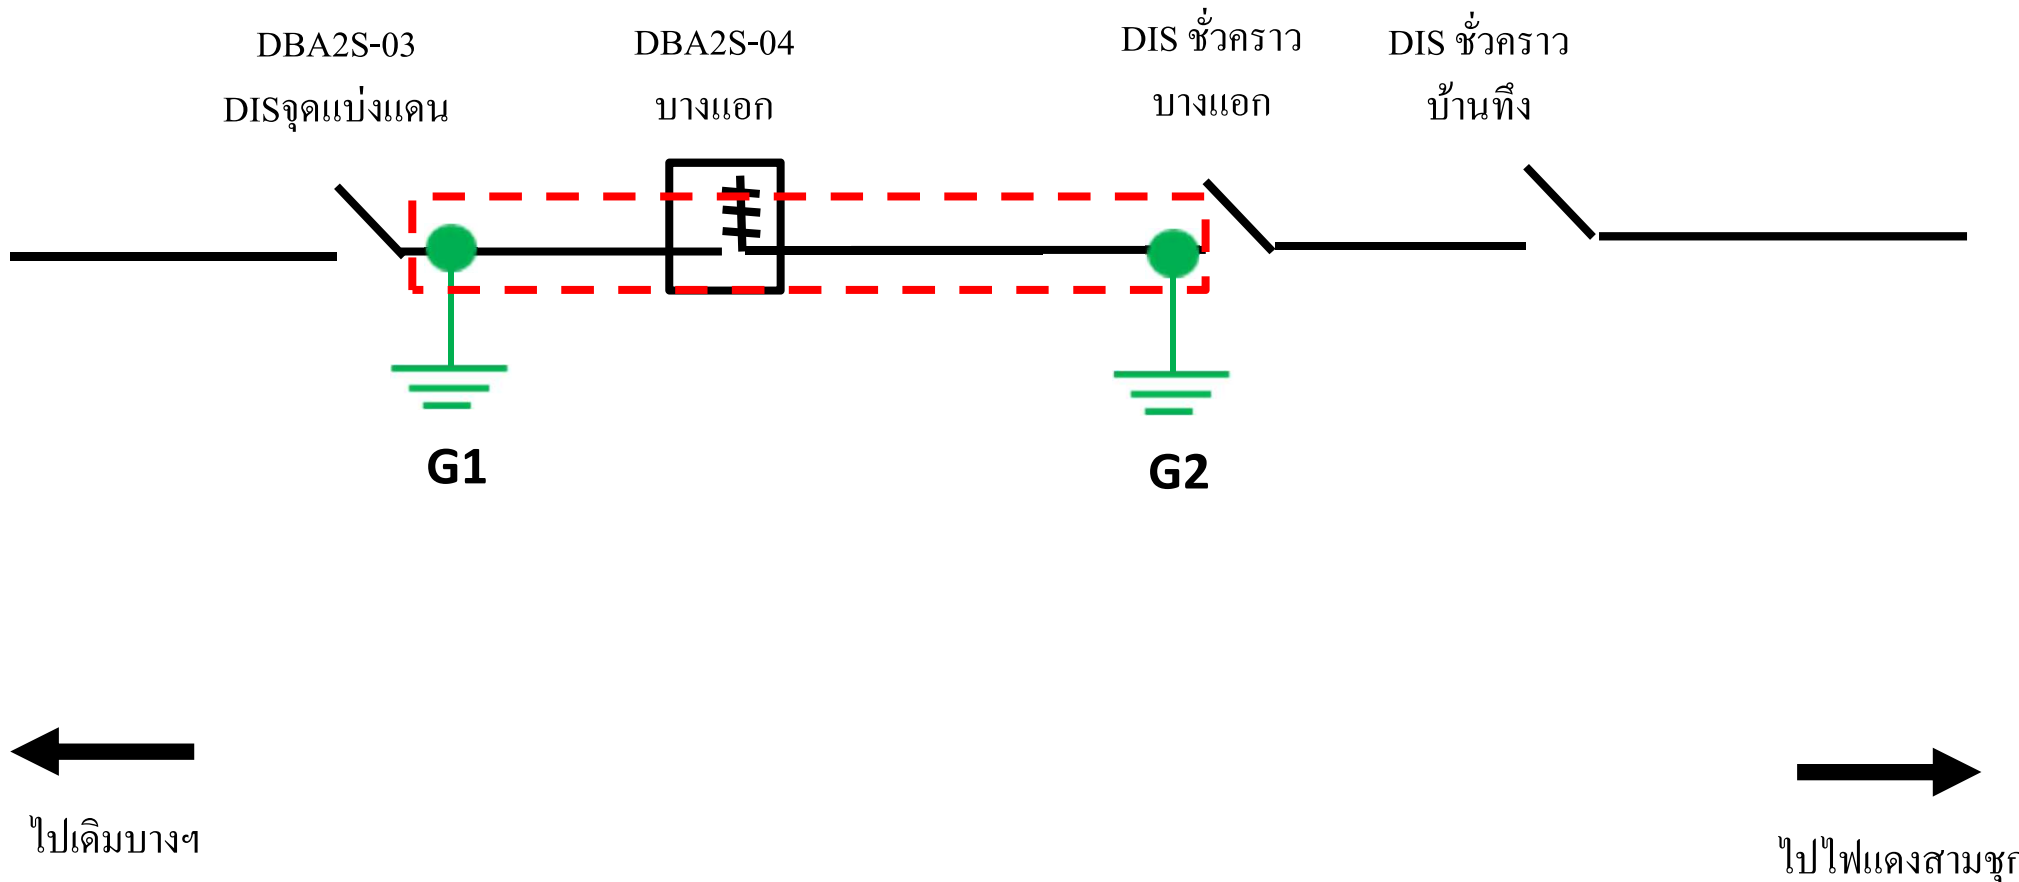 DBA2S-03
DISจุดแบ่งแดน
DBA2S-04
บางแอก
DIS ชั่วคราว
บางแอก
DIS ชั่วคราว
บ้านทึง
G1
G2
ไปเดิมบางฯ
ไปไฟแดงสามชุก